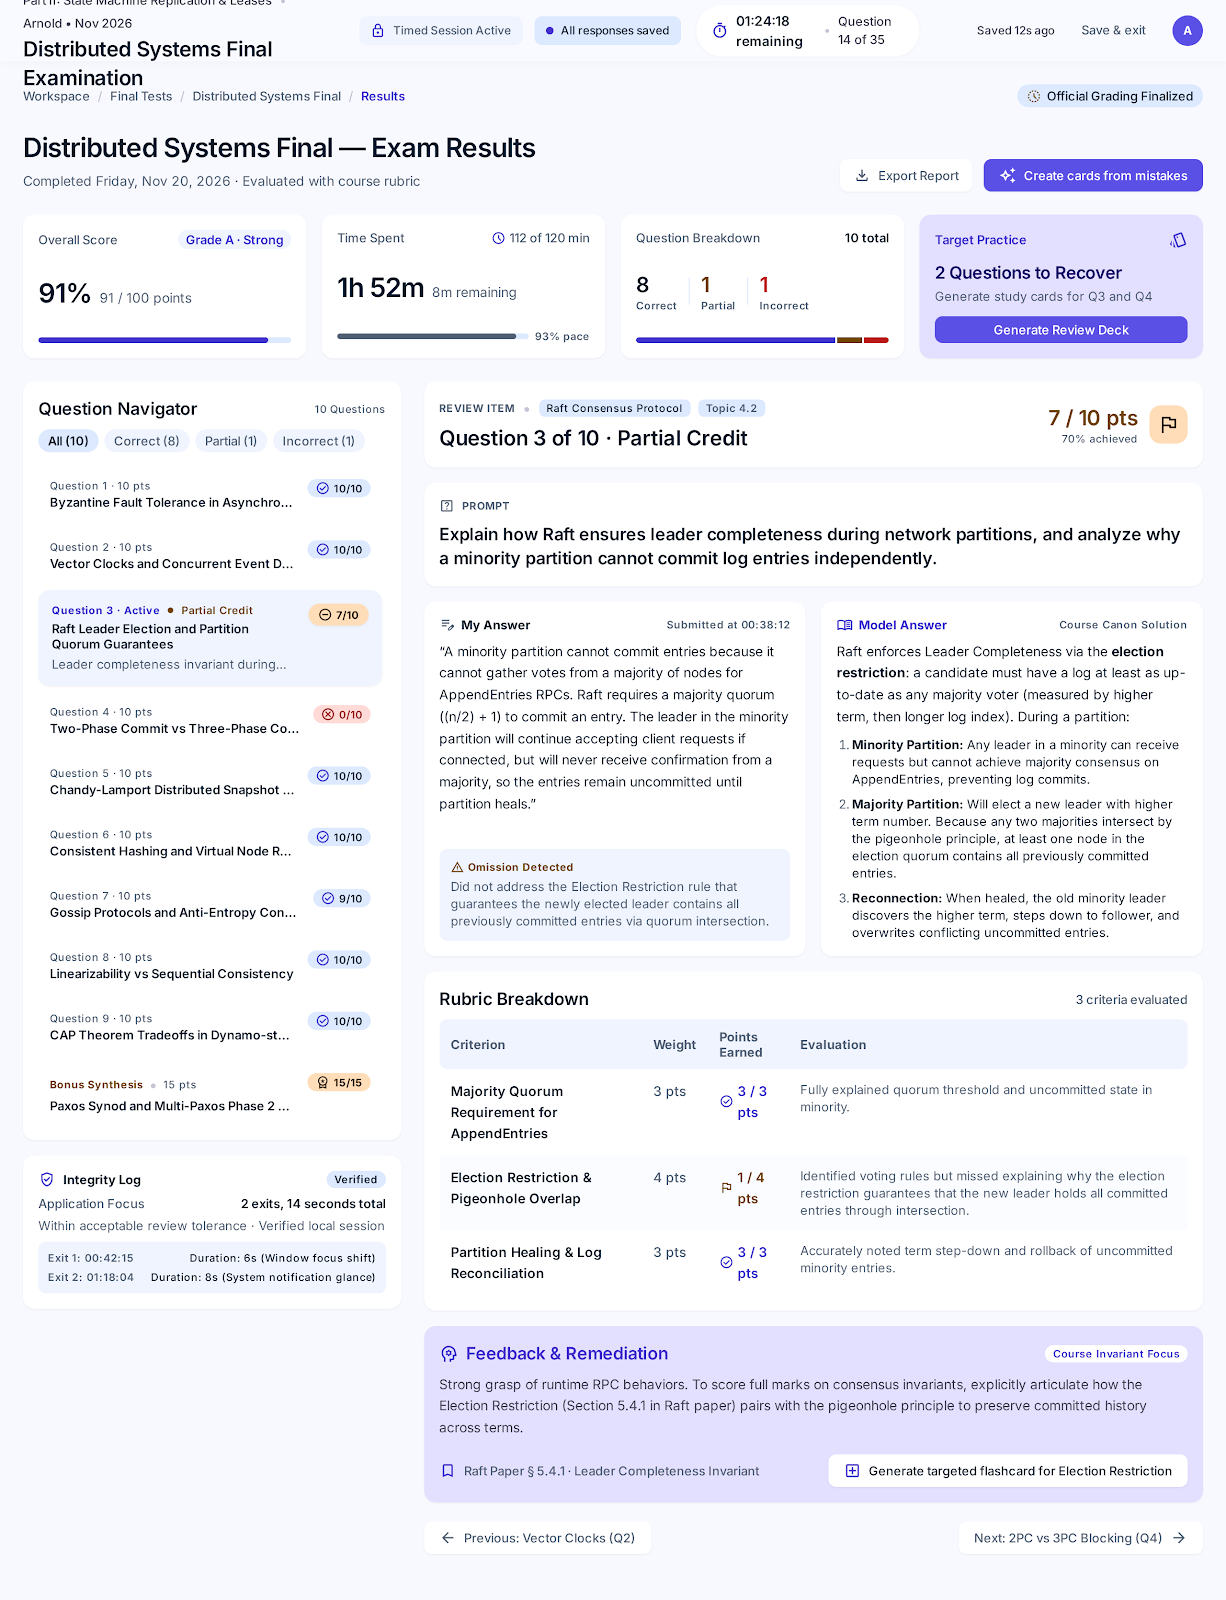 Part II: State Machine Replication & Leases •
Arnold • Nov 2026
Distributed Systems Final
Examination
Timed Session Active
All responses saved
01:24:18
remaining
•
Question
14 of 35
Saved 12s ago
Save & exit
A
Workspace / Final Tests / Distributed Systems Final / Results
Official Grading Finalized
Distributed Systems Final — Exam Results
Completed Friday, Nov 20, 2026 · Evaluated with course rubric
Export Report
Create cards from mistakes
Overall Score
Grade A · Strong
91% 91 / 100 points
Time Spent
112 of 120 min
1h 52m 8m remaining
93% pace
Question Breakdown
10 total
8
Correct
1
Partial
1
Incorrect
Target Practice
2 Questions to Recover
Generate study cards for Q3 and Q4
Generate Review Deck
Question Navigator
10 Questions
All (10)
Correct (8)
Partial (1)
Incorrect (1)
Question 1 · 10 pts
Byzantine Fault Tolerance in Asynchro...
10/10
Question 2 · 10 pts
Vector Clocks and Concurrent Event D...
10/10
Question 3 · Active • Partial Credit
Raft Leader Election and Partition
Quorum Guarantees
Leader completeness invariant during...
7/10
Question 4 · 10 pts
Two-Phase Commit vs Three-Phase Co...
0/10
Question 5 · 10 pts
Chandy-Lamport Distributed Snapshot ...
10/10
Question 6 · 10 pts
Consistent Hashing and Virtual Node R...
10/10
Question 7 · 10 pts
Gossip Protocols and Anti-Entropy Con...
9/10
Question 8 · 10 pts
Linearizability vs Sequential Consistency
10/10
Question 9 · 10 pts
CAP Theorem Tradeoffs in Dynamo-st...
10/10
Bonus Synthesis • 15 pts
Paxos Synod and Multi-Paxos Phase 2 ...
15/15
Integrity Log
Verified
Application Focus
2 exits, 14 seconds total
Within acceptable review tolerance · Verified local session
Exit 1: 00:42:15
Duration: 6s (Window focus shift)
Exit 2: 01:18:04
Duration: 8s (System notification glance)
REVIEW ITEM • Raft Consensus Protocol Topic 4.2
Question 3 of 10 · Partial Credit
7 / 10 pts
70% achieved
PROMPT
Explain how Raft ensures leader completeness during network partitions, and analyze why
a minority partition cannot commit log entries independently.
My Answer
Submitted at 00:38:12
“A minority partition cannot commit entries because it
cannot gather votes from a majority of nodes for
AppendEntries RPCs. Raft requires a majority quorum
((n/2) + 1) to commit an entry. The leader in the minority
partition will continue accepting client requests if
connected, but will never receive confirmation from a
majority, so the entries remain uncommitted until
partition heals.”
Omission Detected
Did not address the Election Restriction rule that
guarantees the newly elected leader contains all
previously committed entries via quorum intersection.
Model Answer
Course Canon Solution
Raft enforces Leader Completeness via the election
restriction: a candidate must have a log at least as up-
to-date as any majority voter (measured by higher
term, then longer log index). During a partition:
1. Minority Partition: Any leader in a minority can receive
requests but cannot achieve majority consensus on
AppendEntries, preventing log commits.
2. Majority Partition: Will elect a new leader with higher
term number. Because any two majorities intersect by
the pigeonhole principle, at least one node in the
election quorum contains all previously committed
entries.
3. Reconnection: When healed, the old minority leader
discovers the higher term, steps down to follower, and
overwrites conflicting uncommitted entries.
Rubric Breakdown
3 criteria evaluated
Criterion
Weight
Points
Earned
Evaluation
Majority Quorum
Requirement for
AppendEntries
3 pts
3 / 3
pts
Fully explained quorum threshold and uncommitted state in
minority.
Election Restriction &
Pigeonhole Overlap
4 pts
1 / 4
pts
Identified voting rules but missed explaining why the election
restriction guarantees that the new leader holds all committed
entries through intersection.
Partition Healing & Log
Reconciliation
3 pts
3 / 3
pts
Accurately noted term step-down and rollback of uncommitted
minority entries.
Feedback & Remediation
Course Invariant Focus
Strong grasp of runtime RPC behaviors. To score full marks on consensus invariants, explicitly articulate how the
Election Restriction (Section 5.4.1 in Raft paper) pairs with the pigeonhole principle to preserve committed history
across terms.
Raft Paper § 5.4.1 · Leader Completeness Invariant
Generate targeted flashcard for Election Restriction
Previous: Vector Clocks (Q2)
Next: 2PC vs 3PC Blocking (Q4)